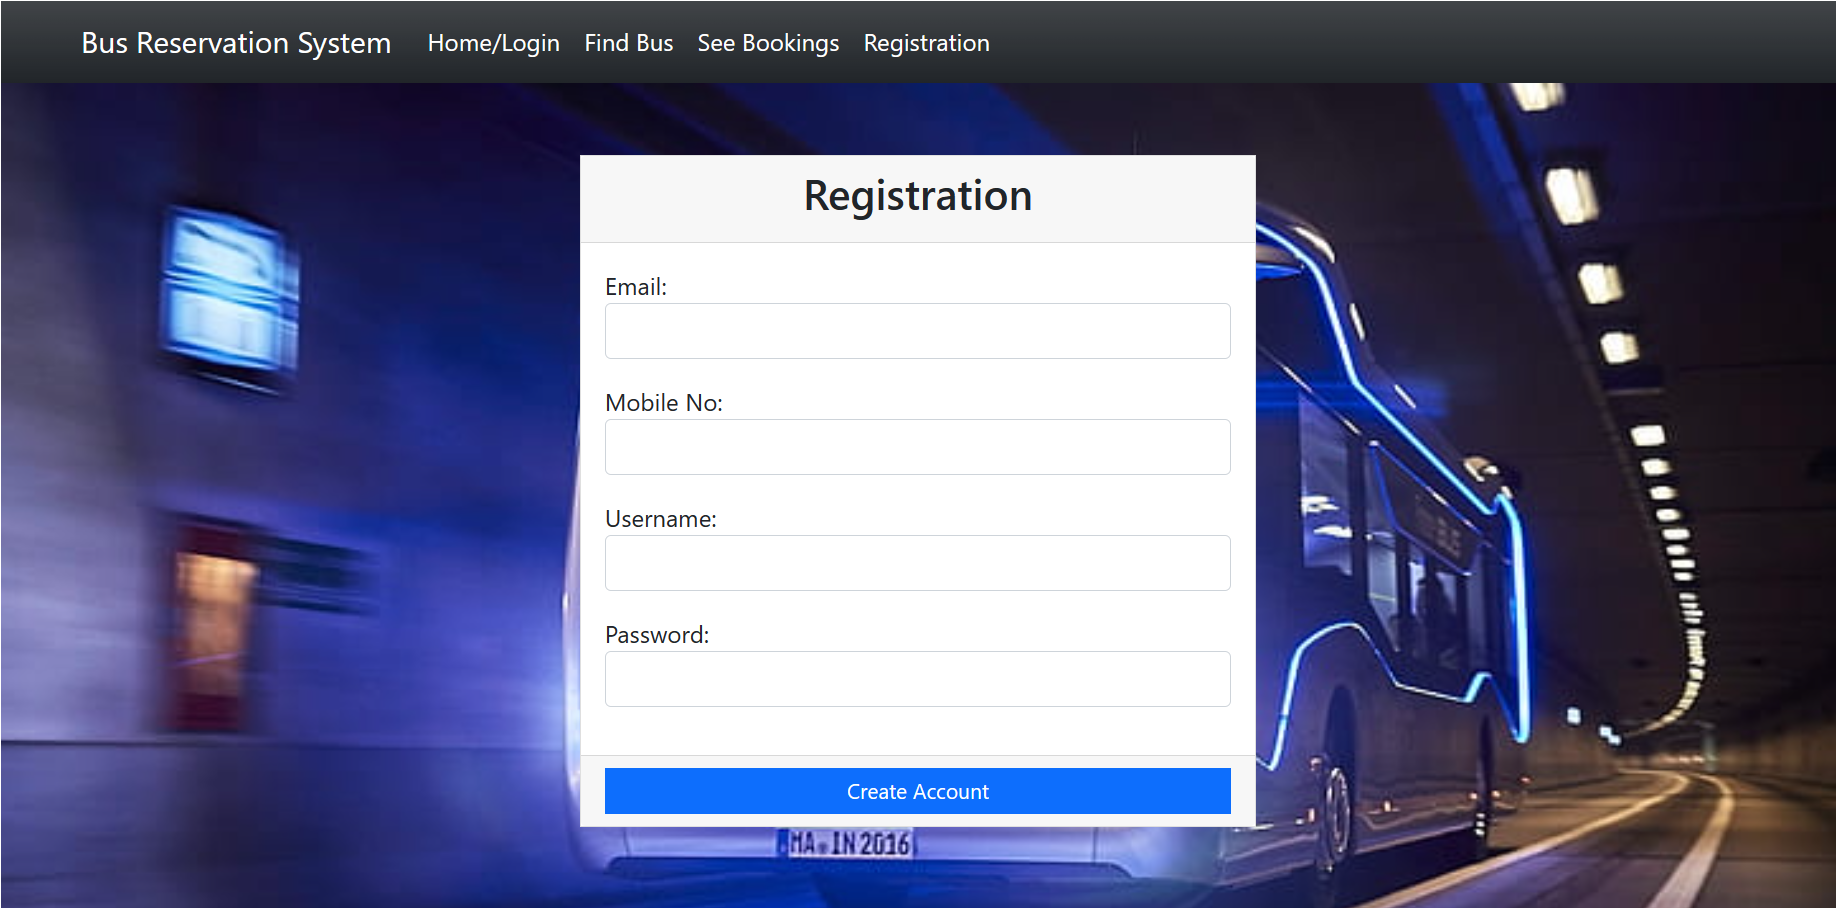 Bus Reservation System Home/Login Find Bus See Bookings Registration
Registration
Email:
Mobile No:
Username:
Password:
Create Account
BUS
MA IN 2016